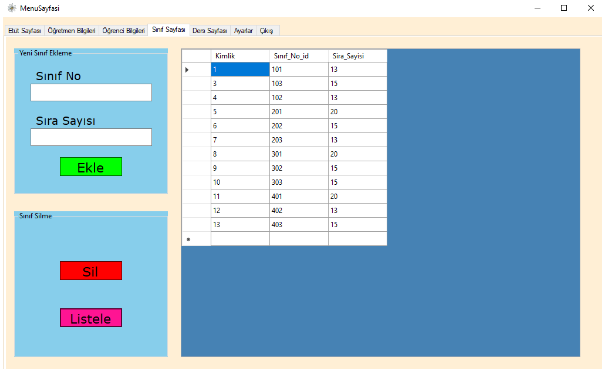 MenuSayfasi
Etüt Sayfası Öğretmen Bilgileri Öğrenci Bilgileri Sınıf Sayfası Ders Sayfası Ayarlar Çıkış
Yeni Sınıf Ekleme
Sınıf No
Sıra Sayısı
Ekle
Sınıf Silme
Sil
Listele
Kimlik Sınıf_No_id Sira_Sayisi
1 101 13
3 103 15
4 102 13
5 201 20
6 202 15
7 203 13
8 301 20
9 302 15
10 303 15
11 401 20
12 402 13
13 403 15